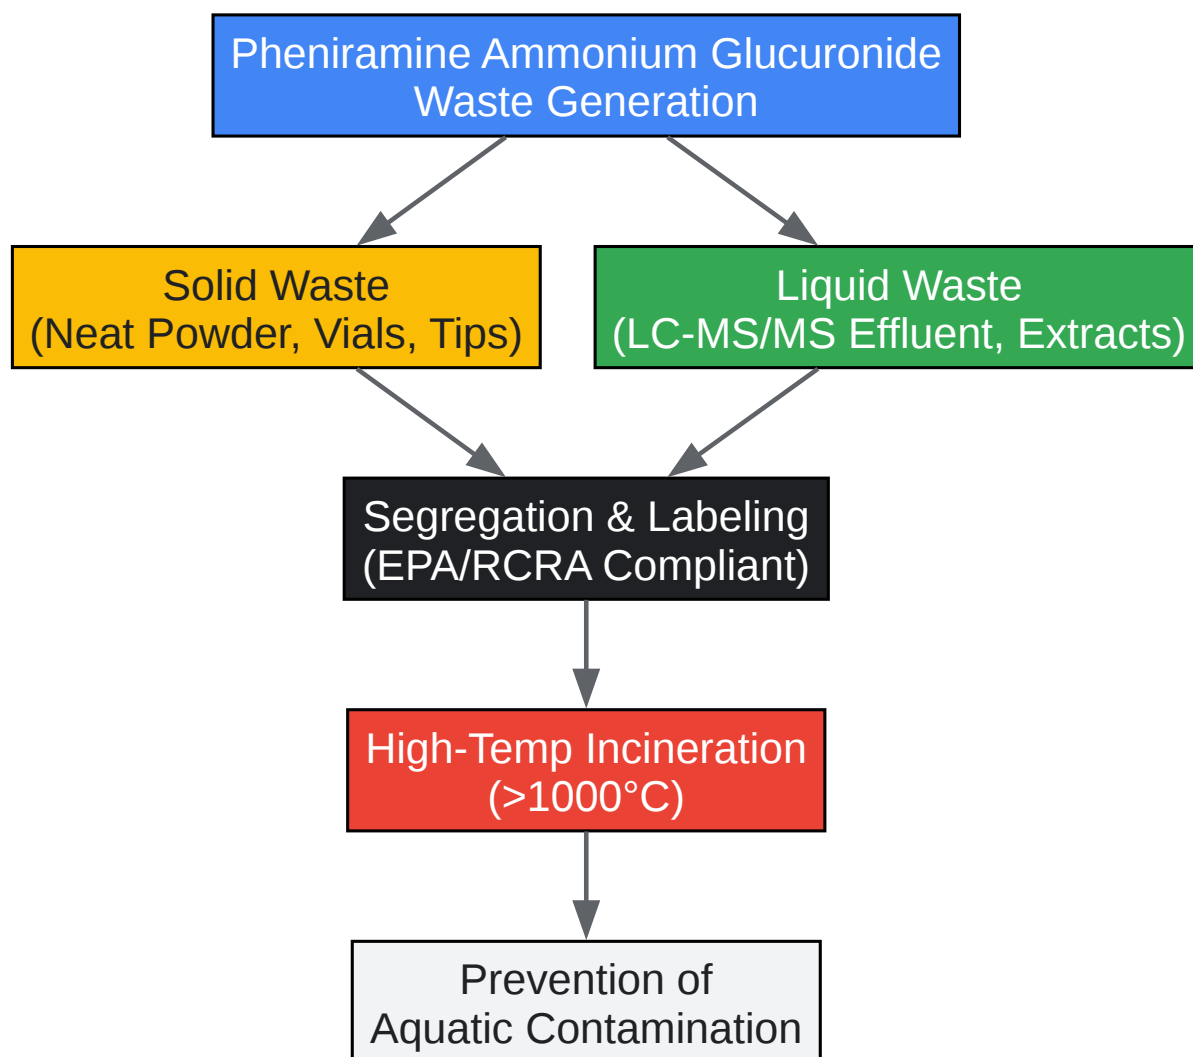 Pheniramine Ammonium Glucuronide
Waste Generation
Solid Waste
(Neat Powder, Vials, Tips)
Liquid Waste
(LC-MS/MS Effluent, Extracts)
Segregation & Labeling
(EPA/RCRA Compliant)
High-Temp Incineration
(>1000°C)
Prevention of
Aquatic Contamination